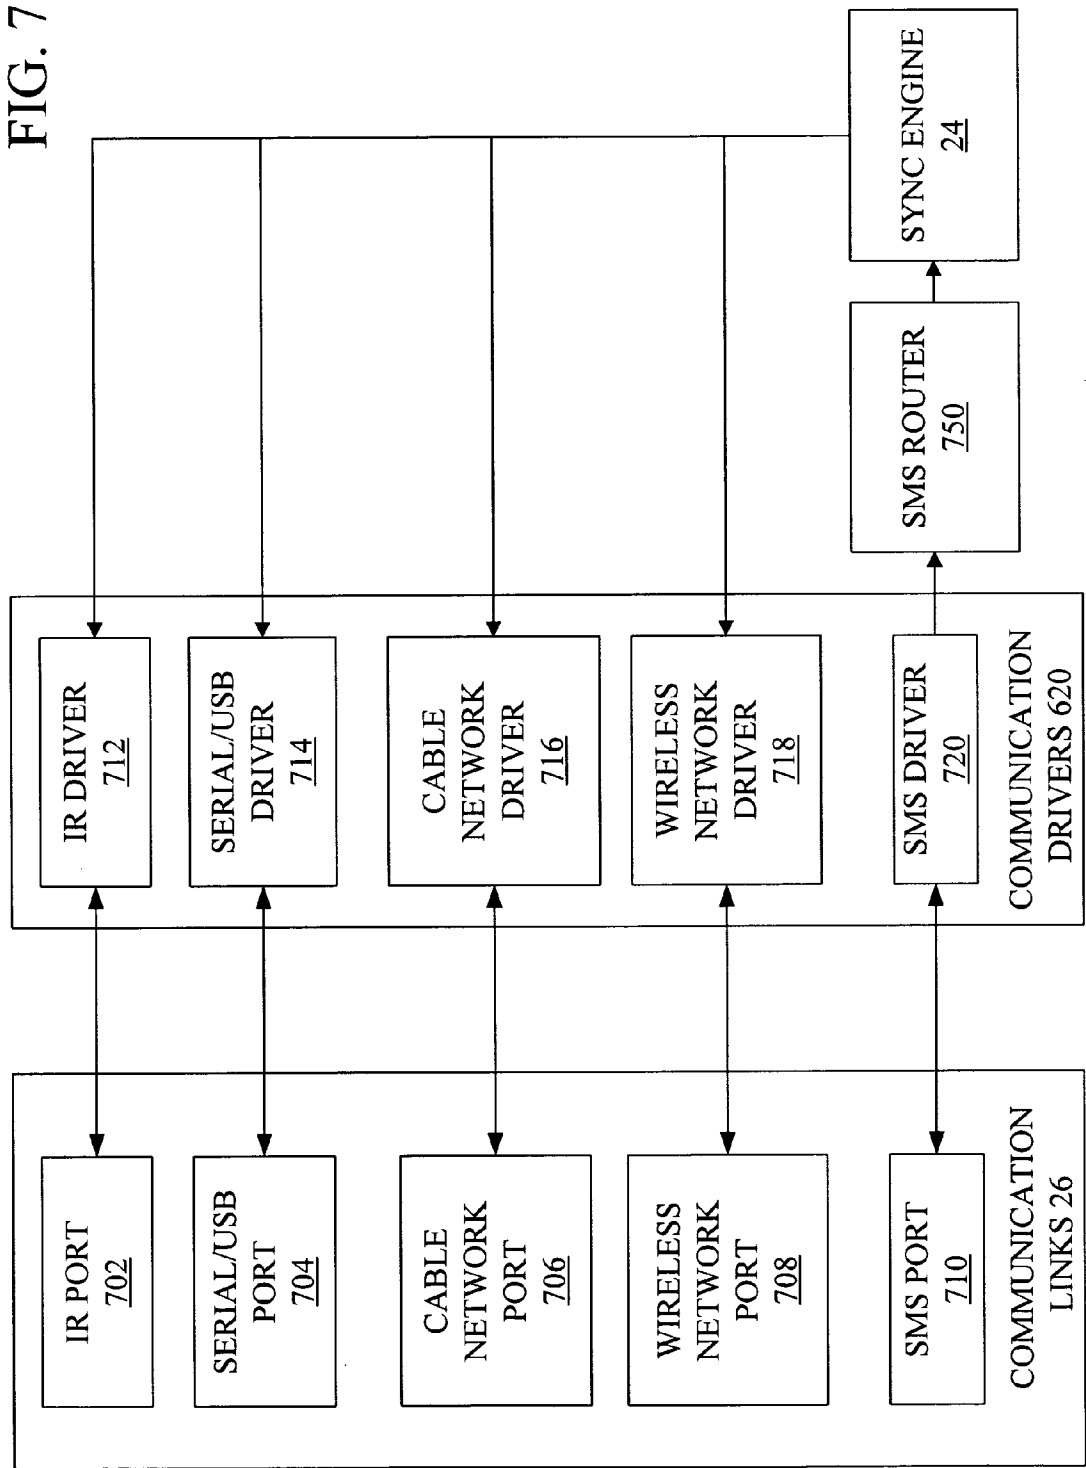 FIG. 7
IR PORT
702
SERIAL/USB
PORT
704
CABLE
NETWORK
PORT
706
WIRELESS
NETWORK
PORT
708
SMS PORT
710
COMMUNICATION
LINKS 26
IR DRIVER
712
SERIAL/USB
DRIVER
714
CABLE
NETWORK
DRIVER
716
WIRELESS
NETWORK
DRIVER
718
SMS DRIVER
720
COMMUNICATION
DRIVERS 620
SMS ROUTER
750
SYNC ENGINE
24